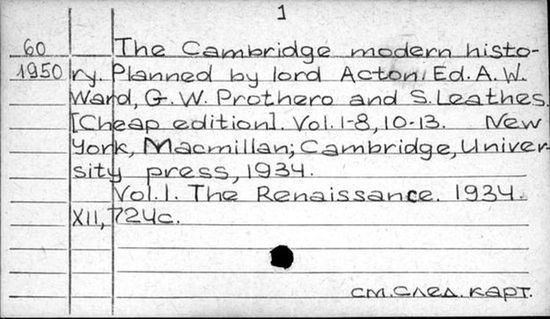 1
60 The Cambridge modern histo-
1950 ry. Planned by lord Acton. Ed. A. W.
Ward, G. W. Prothero and S. Leathes.
[Cheap edition]. Vol. 1-8, 10-13. New
York, Macmillan; Cambridge, Univer-
sity press, 1934.
Vol. 1. The Renaissance. 1934.
XII, 724c.
см. след. карт.